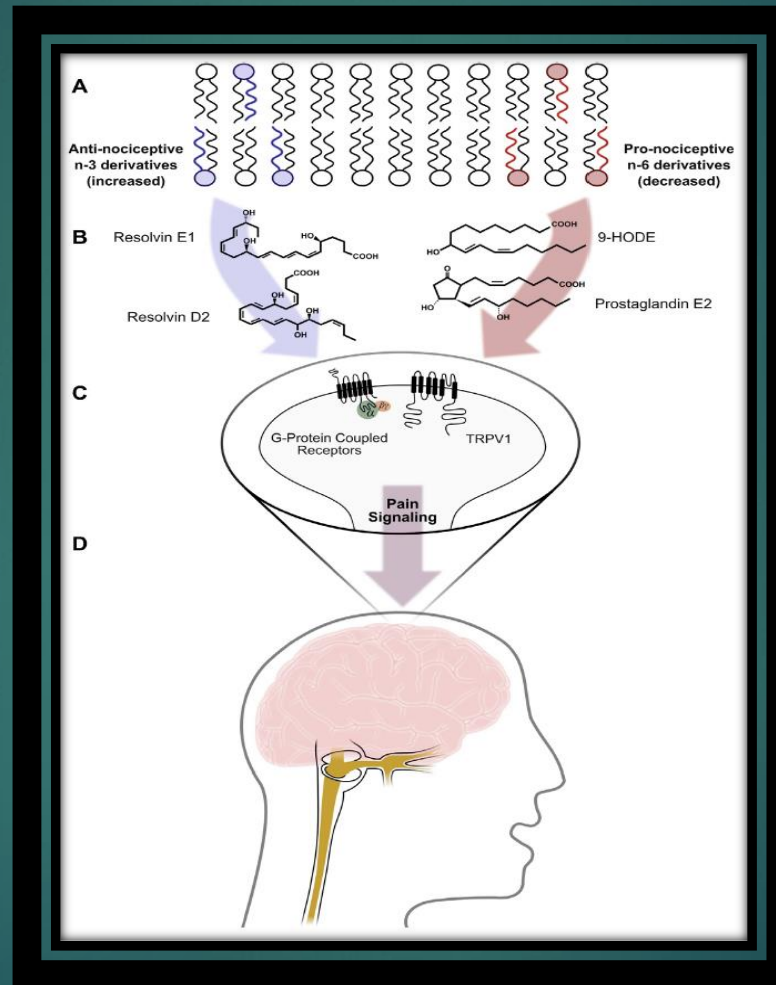 A
Anti-nociceptive
n-3 derivatives
(increased)
Pro-nociceptive
n-6 derivatives
(decreased)
B
Resolvin E1
OH
OH
HO
COOH
COOH
OH
OH
OH
Resolvin D2
COOH
HO
9-HODE
O
COOH
HO
OH
Prostaglandin E2
C
G-Protein Coupled
Receptors
TRPV1
Pain
Signaling
D